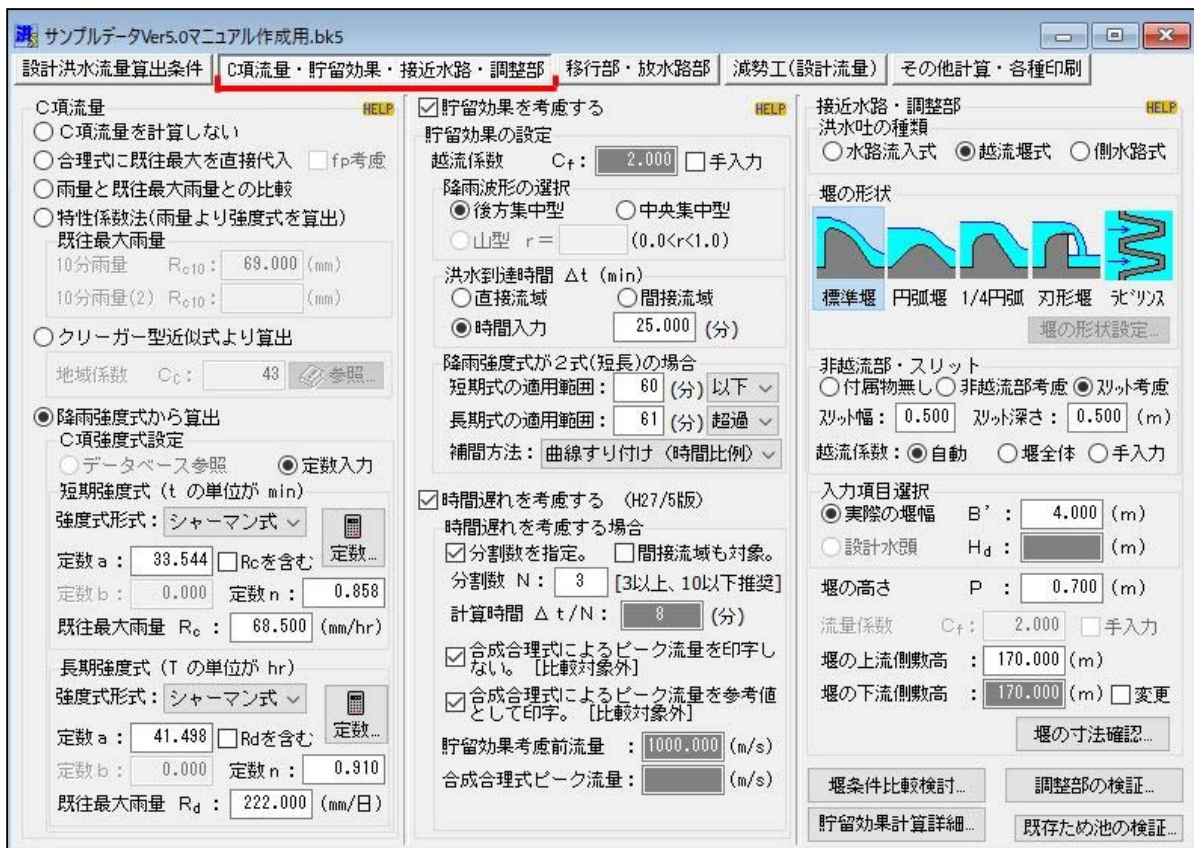 サンプルデータVer5.0マニュアル作成用.bk5
設計洪水流量算出条件 C項流量・貯留効果・接近水路・調整部 移行部・放水路部 減勢工(設計流量) その他計算・各種印刷
C項流量 HELP
C項流量を計算しない
合理式に既往最大を直接代入 fp考慮
雨量と既往最大雨量との比較
特性係数法(雨量より強度式を算出)
既往最大雨量
10分雨量 Rc10： 69.000 (mm)
10分雨量(2) Rc10： (mm)
クリーガー型近似式より算出
地域係数 Cc： 43 参照...
降雨強度式から算出
C項強度式設定
データベース参照 定数入力
短期強度式 (t の単位が min)
強度式形式： シャーマン式
定数a： 33.544 Rcを含む 定数...
定数b： 0.000 定数n： 0.858
既往最大雨量 Rc： 68.500 (mm/hr)
長期強度式 (T の単位が hr)
強度式形式： シャーマン式
定数a： 41.498 Rdを含む 定数...
定数b： 0.000 定数n： 0.910
既往最大雨量 Rd： 222.000 (mm/日)
貯留効果を考慮する HELP
貯留効果の設定
越流係数 Cf： 2.000 手入力
降雨波形の選択
後方集中型 中央集中型
山型 r＝ (0.0<r<1.0)
洪水到達時間 Δt (min)
直接流域 間接流域
時間入力 25.000 (分)
降雨強度式が２式(短長)の場合
短期式の適用範囲： 60 (分) 以下
長期式の適用範囲： 61 (分) 超過
補間方法： 曲線すり付け (時間比例)
時間遅れを考慮する (H27/5版)
時間遅れを考慮する場合
分割数を指定。 間接流域も対象。
分割数 N： 3 [3以上、10以下推奨]
計算時間 Δt/N： 8 (分)
合成合理式によるピーク流量を印字し
ない。 [比較対象外]
合成合理式によるピーク流量を参考値
として印字。 [比較対象外]
貯留効果考慮前流量 ： 1000.000 (m/s)
合成合理式ピーク流量： (m/s)
接近水路・調整部 HELP
洪水吐の種類
水路流入式 越流堰式 側水路式
堰の形状
標準堰 円弧堰 1/4円弧 刃形堰 ラビリンス
堰の形状設定...
非越流部・スリット
付属物無し 非越流部考慮 スリット考慮
スリット幅： 0.500 スリット深さ： 0.500 (m)
越流係数： 自動 堰全体 手入力
入力項目選択
実際の堰幅 B’ ： 4.000 (m)
設計水頭 Hd： (m)
堰の高さ P ： 0.700 (m)
流量係数 Cf： 2.000 手入力
堰の上流側敷高 ： 170.000 (m)
堰の下流側敷高 ： 170.000 (m) 変更
堰の寸法確認...
堰条件比較検討... 調整部の検証...
貯留効果計算詳細... 既存ため池の検証...